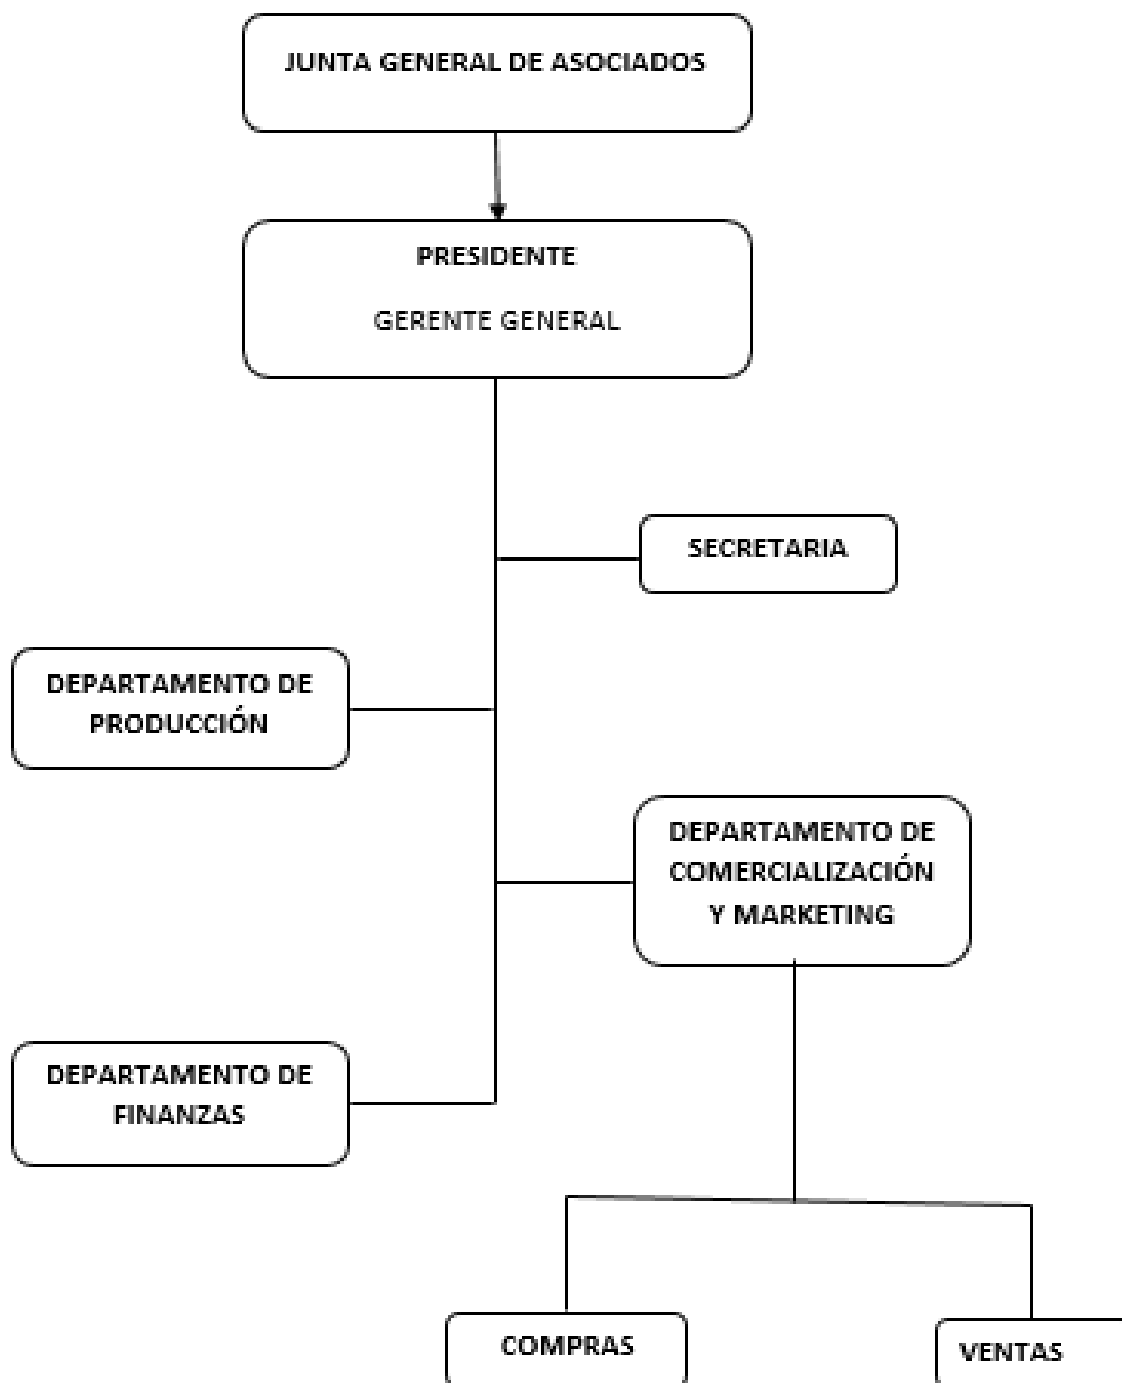 JUNTA GENERAL DE ASOCIADOS
PRESIDENTE
GERENTE GENERAL
SECRETARIA
DEPARTAMENTO DE
PRODUCCIÓN
DEPARTAMENTO DE
COMERCIALIZACIÓN
Y MARKETING
DEPARTAMENTO DE
FINANZAS
COMPRAS
VENTAS